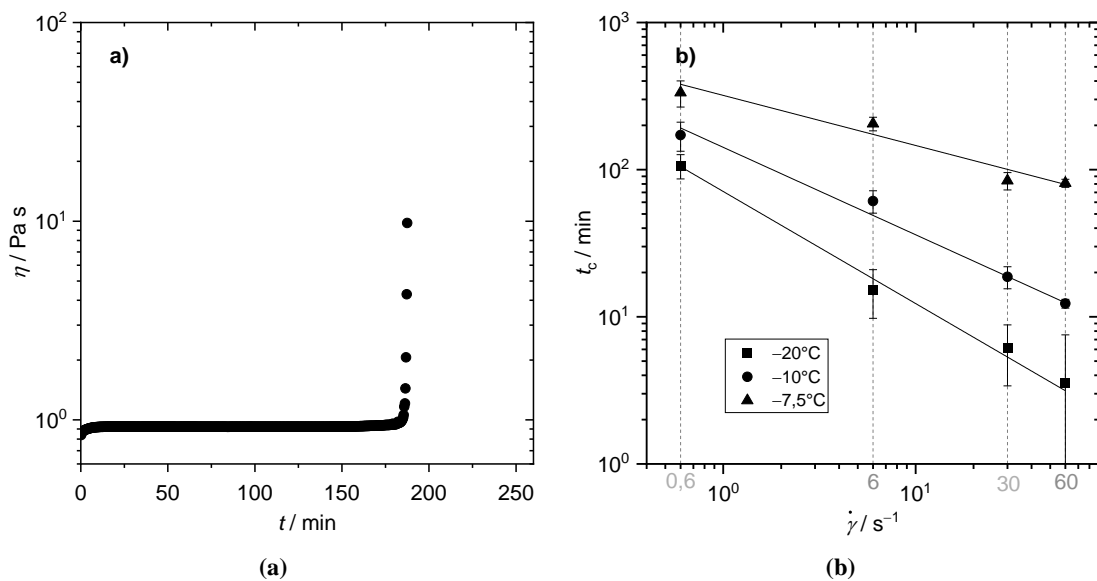 a)
10²
10¹
10⁰
η / Pa s
0
50
100
150
200
250
t / min
(a)
b)
10³
10²
10¹
10⁰
t_c / min
−20°C
−10°C
−7,5°C
0,6
10⁰
6
10¹
30
60
γ̇ / s⁻¹
(b)